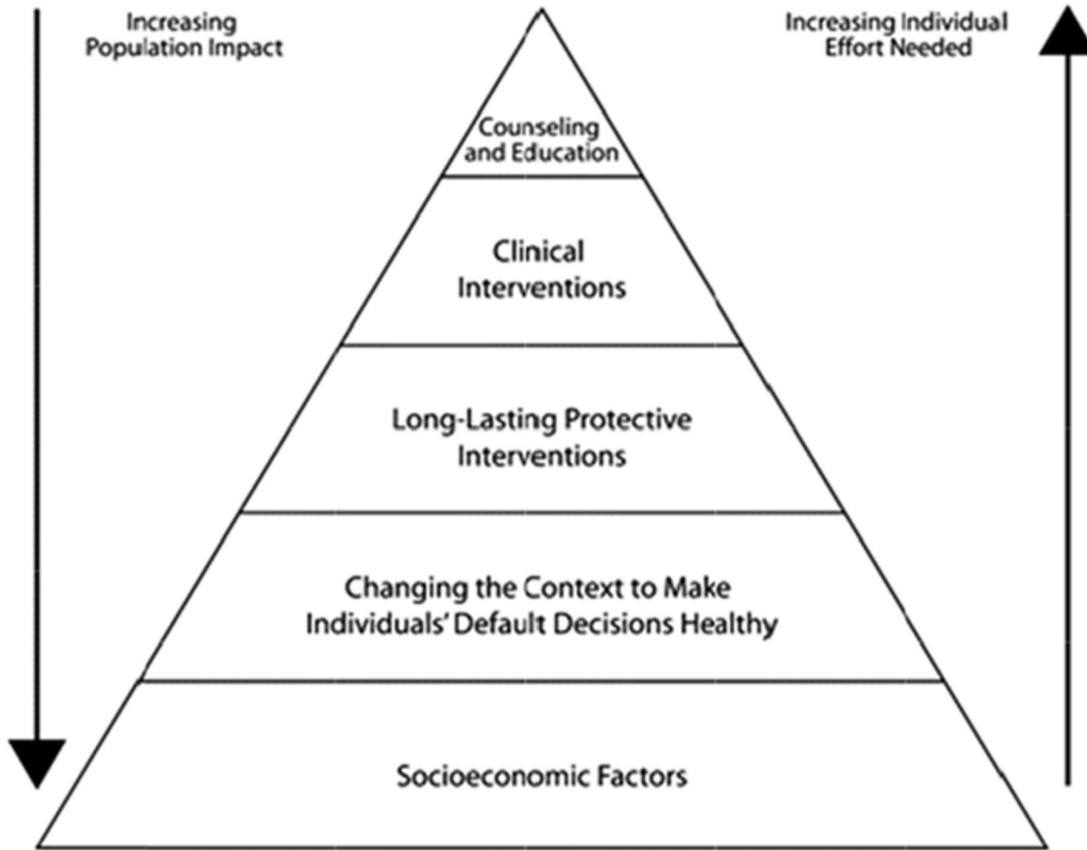 Increasing
Population Impact
Increasing Individual
Effort Needed
Counseling
and Education
Clinical
Interventions
Long-Lasting Protective
Interventions
Changing the Context to Make
Individuals' Default Decisions Healthy
Socioeconomic Factors